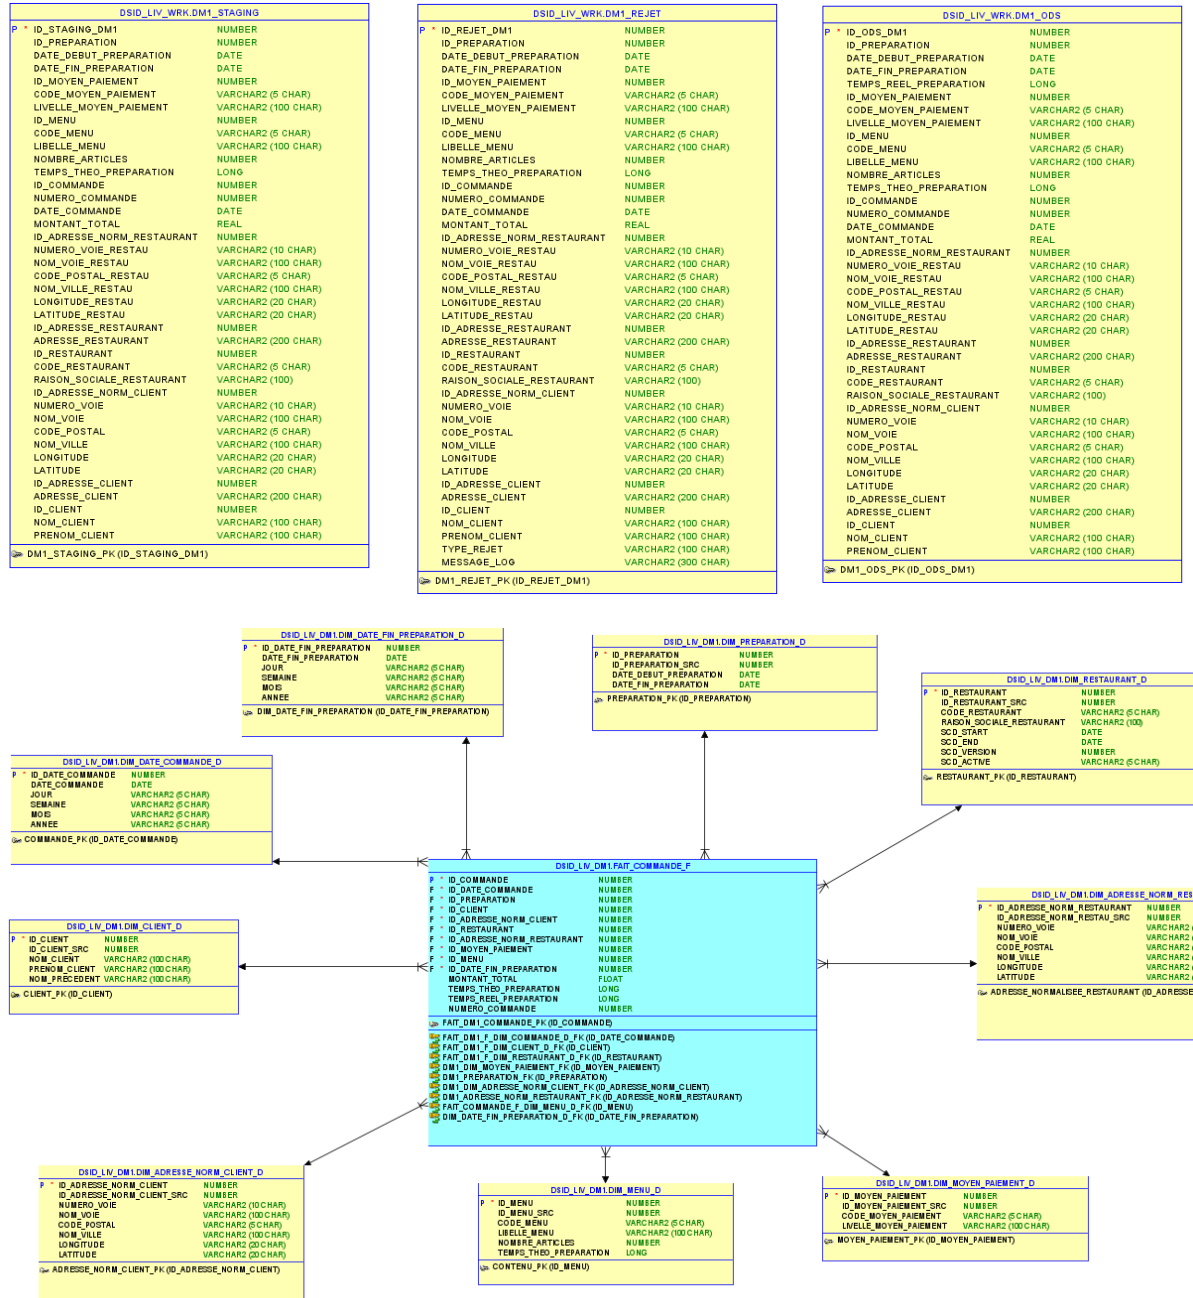 DSID_LIV_WRK.DM1_STAGING
P * ID_STAGING_DM1 NUMBER
ID_PREPARATION NUMBER
DATE_DEBUT_PREPARATION DATE
DATE_FIN_PREPARATION DATE
ID_MOYEN_PAIEMENT NUMBER
CODE_MOYEN_PAIEMENT VARCHAR2 (5 CHAR)
LIVELLE_MOYEN_PAIEMENT VARCHAR2 (100 CHAR)
ID_MENU NUMBER
CODE_MENU VARCHAR2 (5 CHAR)
LIBELLE_MENU VARCHAR2 (100 CHAR)
NOMBRE_ARTICLES NUMBER
TEMPS_THEO_PREPARATION LONG
ID_COMMANDE NUMBER
NUMERO_COMMANDE NUMBER
DATE_COMMANDE DATE
MONTANT_TOTAL REAL
ID_ADRESSE_NORM_RESTAURANT NUMBER
NUMERO_VOIE_RESTAU VARCHAR2 (10 CHAR)
NOM_VOIE_RESTAU VARCHAR2 (100 CHAR)
CODE_POSTAL_RESTAU VARCHAR2 (5 CHAR)
NOM_VILLE_RESTAU VARCHAR2 (100 CHAR)
LONGITUDE_RESTAU VARCHAR2 (20 CHAR)
LATITUDE_RESTAU VARCHAR2 (20 CHAR)
ID_ADRESSE_RESTAURANT NUMBER
ADRESSE_RESTAURANT VARCHAR2 (200 CHAR)
ID_RESTAURANT NUMBER
CODE_RESTAURANT VARCHAR2 (5 CHAR)
RAISON_SOCIALE_RESTAURANT VARCHAR2 (100)
ID_ADRESSE_NORM_CLIENT NUMBER
NUMERO_VOIE VARCHAR2 (10 CHAR)
NOM_VOIE VARCHAR2 (100 CHAR)
CODE_POSTAL VARCHAR2 (5 CHAR)
NOM_VILLE VARCHAR2 (100 CHAR)
LONGITUDE VARCHAR2 (20 CHAR)
LATITUDE VARCHAR2 (20 CHAR)
ID_ADRESSE_CLIENT NUMBER
ADRESSE_CLIENT VARCHAR2 (200 CHAR)
ID_CLIENT NUMBER
NOM_CLIENT VARCHAR2 (100 CHAR)
PRENOM_CLIENT VARCHAR2 (100 CHAR)
DM1_STAGING_PK (ID_STAGING_DM1)
DSID_LIV_WRK.DM1_REJET
P * ID_REJET_DM1 NUMBER
ID_PREPARATION NUMBER
DATE_DEBUT_PREPARATION DATE
DATE_FIN_PREPARATION DATE
ID_MOYEN_PAIEMENT NUMBER
CODE_MOYEN_PAIEMENT VARCHAR2 (5 CHAR)
LIVELLE_MOYEN_PAIEMENT VARCHAR2 (100 CHAR)
ID_MENU NUMBER
CODE_MENU VARCHAR2 (5 CHAR)
LIBELLE_MENU VARCHAR2 (100 CHAR)
NOMBRE_ARTICLES NUMBER
TEMPS_THEO_PREPARATION LONG
ID_COMMANDE NUMBER
NUMERO_COMMANDE NUMBER
DATE_COMMANDE DATE
MONTANT_TOTAL REAL
ID_ADRESSE_NORM_RESTAURANT NUMBER
NUMERO_VOIE_RESTAU VARCHAR2 (10 CHAR)
NOM_VOIE_RESTAU VARCHAR2 (100 CHAR)
CODE_POSTAL_RESTAU VARCHAR2 (5 CHAR)
NOM_VILLE_RESTAU VARCHAR2 (100 CHAR)
LONGITUDE_RESTAU VARCHAR2 (20 CHAR)
LATITUDE_RESTAU VARCHAR2 (20 CHAR)
ID_ADRESSE_RESTAURANT NUMBER
ADRESSE_RESTAURANT VARCHAR2 (200 CHAR)
ID_RESTAURANT NUMBER
CODE_RESTAURANT VARCHAR2 (5 CHAR)
RAISON_SOCIALE_RESTAURANT VARCHAR2 (100)
ID_ADRESSE_NORM_CLIENT NUMBER
NUMERO_VOIE VARCHAR2 (10 CHAR)
NOM_VOIE VARCHAR2 (100 CHAR)
CODE_POSTAL VARCHAR2 (5 CHAR)
NOM_VILLE VARCHAR2 (100 CHAR)
LONGITUDE VARCHAR2 (20 CHAR)
LATITUDE VARCHAR2 (20 CHAR)
ID_ADRESSE_CLIENT NUMBER
ADRESSE_CLIENT VARCHAR2 (200 CHAR)
ID_CLIENT NUMBER
NOM_CLIENT VARCHAR2 (100 CHAR)
PRENOM_CLIENT VARCHAR2 (100 CHAR)
TYPE_REJET VARCHAR2 (100 CHAR)
MESSAGE_LOG VARCHAR2 (300 CHAR)
DM1_REJET_PK (ID_REJET_DM1)
DSID_LIV_WRK.DM1_ODS
P * ID_ODS_DM1 NUMBER
ID_PREPARATION NUMBER
DATE_DEBUT_PREPARATION DATE
DATE_FIN_PREPARATION DATE
TEMPS_REEL_PREPARATION LONG
ID_MOYEN_PAIEMENT NUMBER
CODE_MOYEN_PAIEMENT VARCHAR2 (5 CHAR)
LIVELLE_MOYEN_PAIEMENT VARCHAR2 (100 CHAR)
ID_MENU NUMBER
CODE_MENU VARCHAR2 (5 CHAR)
LIBELLE_MENU VARCHAR2 (100 CHAR)
NOMBRE_ARTICLES NUMBER
TEMPS_THEO_PREPARATION LONG
ID_COMMANDE NUMBER
NUMERO_COMMANDE NUMBER
DATE_COMMANDE DATE
MONTANT_TOTAL REAL
ID_ADRESSE_NORM_RESTAURANT NUMBER
NUMERO_VOIE_RESTAU VARCHAR2 (10 CHAR)
NOM_VOIE_RESTAU VARCHAR2 (100 CHAR)
CODE_POSTAL_RESTAU VARCHAR2 (5 CHAR)
NOM_VILLE_RESTAU VARCHAR2 (100 CHAR)
LONGITUDE_RESTAU VARCHAR2 (20 CHAR)
LATITUDE_RESTAU VARCHAR2 (20 CHAR)
ID_ADRESSE_RESTAURANT NUMBER
ADRESSE_RESTAURANT VARCHAR2 (200 CHAR)
ID_RESTAURANT NUMBER
CODE_RESTAURANT VARCHAR2 (5 CHAR)
RAISON_SOCIALE_RESTAURANT VARCHAR2 (100)
ID_ADRESSE_NORM_CLIENT NUMBER
NUMERO_VOIE VARCHAR2 (10 CHAR)
NOM_VOIE VARCHAR2 (100 CHAR)
CODE_POSTAL VARCHAR2 (5 CHAR)
NOM_VILLE VARCHAR2 (100 CHAR)
LONGITUDE VARCHAR2 (20 CHAR)
LATITUDE VARCHAR2 (20 CHAR)
ID_ADRESSE_CLIENT NUMBER
ADRESSE_CLIENT VARCHAR2 (200 CHAR)
ID_CLIENT NUMBER
NOM_CLIENT VARCHAR2 (100 CHAR)
PRENOM_CLIENT VARCHAR2 (100 CHAR)
DM1_ODS_PK (ID_ODS_DM1)
DSID_LIV_DM1.DIM_DATE_FIN_PREPARATION_D
P * ID_DATE_FIN_PREPARATION NUMBER
DATE_FIN_PREPARATION DATE
JOUR VARCHAR2 (5 CHAR)
SEMAINE VARCHAR2 (5 CHAR)
MOIS VARCHAR2 (5 CHAR)
ANNEE VARCHAR2 (5 CHAR)
DIM_DATE_FIN_PREPARATION (ID_DATE_FIN_PREPARATION)
DSID_LIV_DM1.DIM_PREPARATION_D
P * ID_PREPARATION NUMBER
ID_PREPARATION_SRC NUMBER
DATE_DEBUT_PREPARATION DATE
DATE_FIN_PREPARATION DATE
PREPARATION_PK (ID_PREPARATION)
DSID_LIV_DM1.DIM_RESTAURANT_D
P * ID_RESTAURANT NUMBER
ID_RESTAURANT_SRC NUMBER
CODE_RESTAURANT VARCHAR2 (5 CHAR)
RAISON_SOCIALE_RESTAURANT VARCHAR2 (100)
SCD_START DATE
SCD_END DATE
SCD_VERSION NUMBER
SCD_ACTIVE VARCHAR2 (5 CHAR)
RESTAURANT_PK (ID_RESTAURANT)
DSID_LIV_DM1.DIM_DATE_COMMANDE_D
P * ID_DATE_COMMANDE NUMBER
DATE_COMMANDE DATE
JOUR VARCHAR2 (5 CHAR)
SEMAINE VARCHAR2 (5 CHAR)
MOIS VARCHAR2 (5 CHAR)
ANNEE VARCHAR2 (5 CHAR)
COMMANDE_PK (ID_DATE_COMMANDE)
DSID_LIV_DM1.FAIT_COMMANDE_F
P * ID_COMMANDE NUMBER
F * ID_DATE_COMMANDE NUMBER
F * ID_PREPARATION NUMBER
F * ID_CLIENT NUMBER
F * ID_ADRESSE_NORM_CLIENT NUMBER
F * ID_RESTAURANT NUMBER
F * ID_ADRESSE_NORM_RESTAURANT NUMBER
F * ID_MOYEN_PAIEMENT NUMBER
F * ID_MENU NUMBER
F * ID_DATE_FIN_PREPARATION NUMBER
MONTANT_TOTAL FLOAT
TEMPS_THEO_PREPARATION LONG
TEMPS_REEL_PREPARATION LONG
NUMERO_COMMANDE NUMBER
FAIT_DM1_COMMANDE_PK (ID_COMMANDE)
FAIT_DM1_F_DIM_COMMANDE_D_FK (ID_DATE_COMMANDE)
FAIT_DM1_F_DIM_CLIENT_D_FK (ID_CLIENT)
FAIT_DM1_F_DIM_RESTAURANT_D_FK (ID_RESTAURANT)
DM1_DIM_MOYEN_PAIEMENT_FK (ID_MOYEN_PAIEMENT)
DM1_PREPARATION_FK (ID_PREPARATION)
DM1_DIM_ADRESSE_NORM_CLIENT_FK (ID_ADRESSE_NORM_CLIENT)
DM1_ADRESSE_NORM_RESTAURANT_FK (ID_ADRESSE_NORM_RESTAURANT)
FAIT_COMMANDE_F_DIM_MENU_D_FK (ID_MENU)
DIM_DATE_FIN_PREPARATION_D_FK (ID_DATE_FIN_PREPARATION)
DSID_LIV_DM1.DIM_CLIENT_D
P * ID_CLIENT NUMBER
ID_CLIENT_SRC NUMBER
NOM_CLIENT VARCHAR2 (100 CHAR)
PRENOM_CLIENT VARCHAR2 (100 CHAR)
NOM_PRECEDENT VARCHAR2 (100 CHAR)
CLIENT_PK (ID_CLIENT)
DSID_LIV_DM1.DIM_ADRESSE_NORM_RES
P * ID_ADRESSE_NORM_RESTAURANT NUMBER
ID_ADRESSE_NORM_RESTAU_SRC NUMBER
NUMERO_VOIE VARCHAR2 (
NOM_VOIE VARCHAR2 (
CODE_POSTAL VARCHAR2 (
NOM_VILLE VARCHAR2 (
LONGITUDE VARCHAR2 (
LATITUDE VARCHAR2 (
ADRESSE_NORMALISEE_RESTAURANT (ID_ADRESSE
DSID_LIV_DM1.DIM_ADRESSE_NORM_CLIENT_D
P * ID_ADRESSE_NORM_CLIENT NUMBER
ID_ADRESSE_NORM_CLIENT_SRC NUMBER
NUMERO_VOIE VARCHAR2 (10 CHAR)
NOM_VOIE VARCHAR2 (100 CHAR)
CODE_POSTAL VARCHAR2 (5 CHAR)
NOM_VILLE VARCHAR2 (100 CHAR)
LONGITUDE VARCHAR2 (20 CHAR)
LATITUDE VARCHAR2 (20 CHAR)
ADRESSE_NORM_CLIENT_PK (ID_ADRESSE_NORM_CLIENT)
DSID_LIV_DM1.DIM_MENU_D
P * ID_MENU NUMBER
ID_MENU_SRC NUMBER
CODE_MENU VARCHAR2 (5 CHAR)
LIBELLE_MENU VARCHAR2 (100 CHAR)
NOMBRE_ARTICLES NUMBER
TEMPS_THEO_PREPARATION LONG
CONTENU_PK (ID_MENU)
DSID_LIV_DM1.DIM_MOYEN_PAIEMENT_D
P * ID_MOYEN_PAIEMENT NUMBER
ID_MOYEN_PAIEMENT_SRC NUMBER
CODE_MOYEN_PAIEMENT VARCHAR2 (5 CHAR)
LIVELLE_MOYEN_PAIEMENT VARCHAR2 (100 CHAR)
MOYEN_PAIEMENT_PK (ID_MOYEN_PAIEMENT)